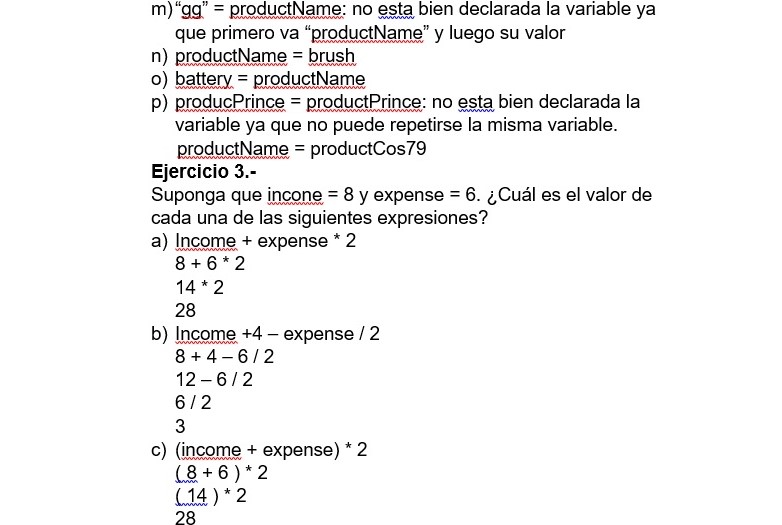 m) “gg” = productName: no esta bien declarada la variable ya
que primero va “productName” y luego su valor
n) productName = brush
o) battery = productName
p) producPrince = productPrince: no esta bien declarada la
variable ya que no puede repetirse la misma variable.
productName = productCos79
Ejercicio 3.-
Suponga que incone = 8 y expense = 6. ¿Cuál es el valor de
cada una de las siguientes expresiones?
a) Income + expense * 2
8 + 6 * 2
14 * 2
28
b) Income +4 – expense / 2
8 + 4 – 6 / 2
12 – 6 / 2
6 / 2
3
c) (income + expense) * 2
( 8 + 6 ) * 2
( 14 ) * 2
28